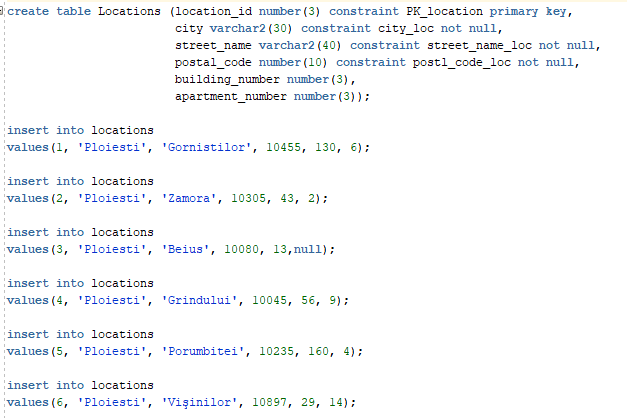 create table Locations (location_id number(3) constraint PK_location primary key,
city varchar2(30) constraint city_loc not null,
street_name varchar2(40) constraint street_name_loc not null,
postal_code number(10) constraint postl_code_loc not null,
building_number number(3),
apartment_number number(3));
insert into locations
values(1, 'Ploiesti', 'Gornistilor', 10455, 130, 6);
insert into locations
values(2, 'Ploiesti', 'Zamora', 10305, 43, 2);
insert into locations
values(3, 'Ploiesti', 'Beius', 10080, 13,null);
insert into locations
values(4, 'Ploiesti', 'Grindului', 10045, 56, 9);
insert into locations
values(5, 'Ploiesti', 'Porumbitei', 10235, 160, 4);
insert into locations
values(6, 'Ploiesti', 'Vişinilor', 10897, 29, 14);